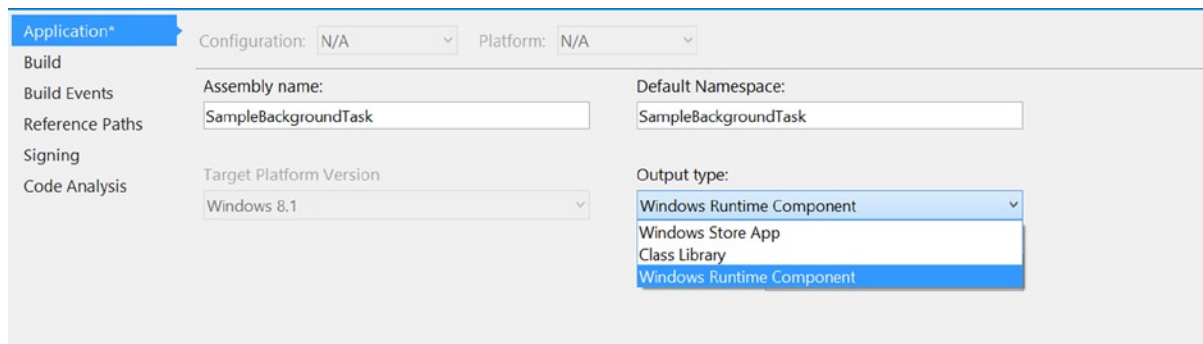 Application*
Build
Build Events
Reference Paths
Signing
Code Analysis
Configuration: N/A Platform: N/A
Assembly name:
SampleBackgroundTask
Default Namespace:
SampleBackgroundTask
Target Platform Version
Windows 8.1
Output type:
Windows Runtime Component
Windows Store App
Class Library
Windows Runtime Component